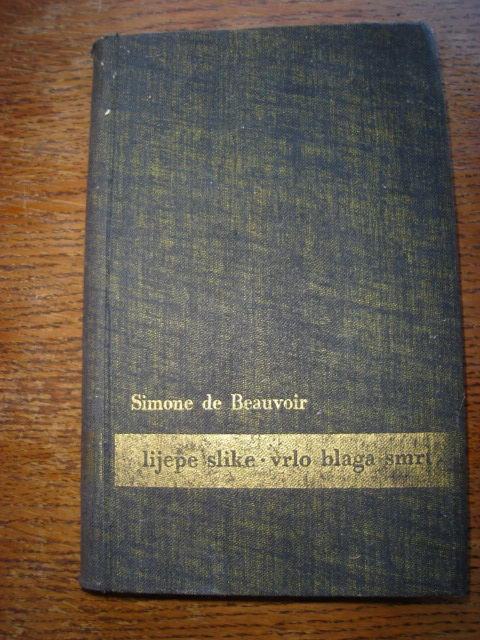 Simone de Beauvoir
lijepe slike · vrlo blaga smrt